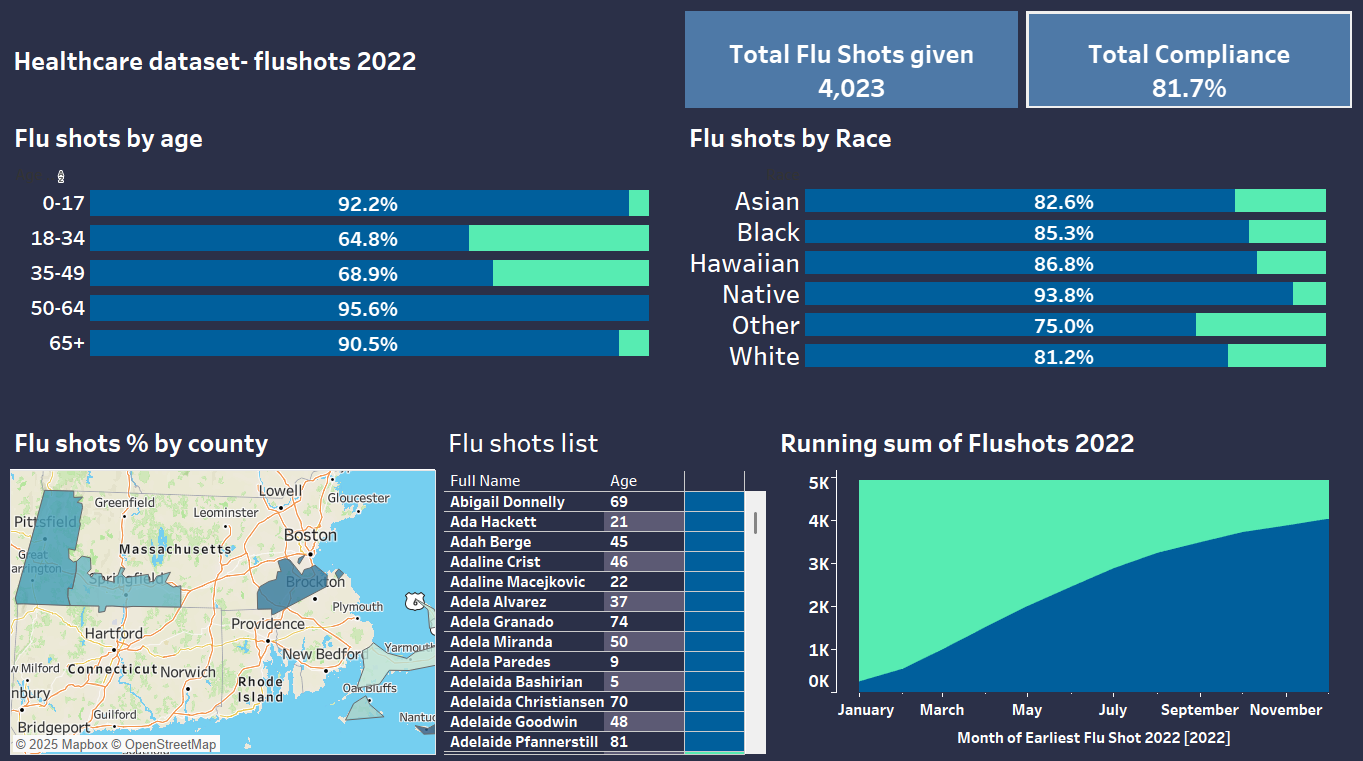 Healthcare dataset- flushots 2022
Total Flu Shots given
4,023
Total Compliance
81.7%
Flu shots by age
0-17 92.2%
18-34 64.8%
35-49 68.9%
50-64 95.6%
65+ 90.5%
Flu shots by Race
Asian 82.6%
Black 85.3%
Hawaiian 86.8%
Native 93.8%
Other 75.0%
White 81.2%
Flu shots % by county
Lowell
Greenfield
Gloucester
Leominster
Pittsfield
Boston
Massachusetts
Great
arrington
Springfield
Brockton
6
Plymouth
Providence
Hartford
Yarmout
New Bedford
w Milford
Connecticut
Norwich
Rhode
Island
Oak Bluffs
nbury
Guilford
Nantuc
Bridgeport
© 2025 Mapbox © OpenStreetMap
Flu shots list
Full Name Age
Abigail Donnelly 69
Ada Hackett 21
Adah Berge 45
Adaline Crist 46
Adaline Macejkovic 22
Adela Alvarez 37
Adela Granado 74
Adela Miranda 50
Adela Paredes 9
Adelaida Bashirian 5
Adelaida Christiansen 70
Adelaide Goodwin 48
Adelaide Pfannerstill 81
Running sum of Flushots 2022
5K
4K
3K
2K
1K
0K
January March May July September November
Month of Earliest Flu Shot 2022 [2022]